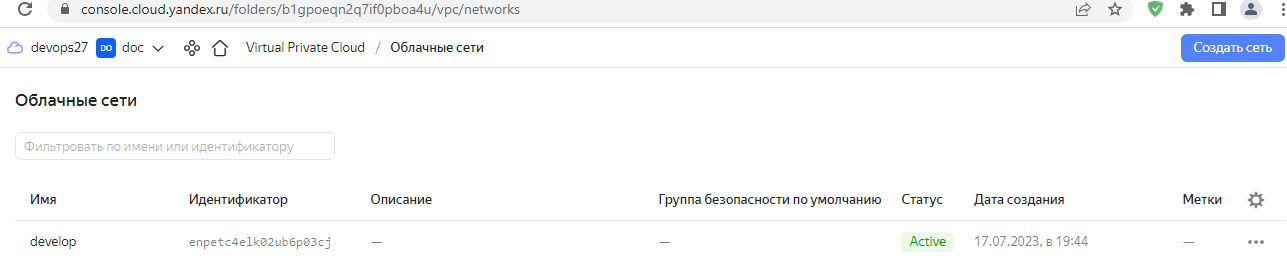 console.cloud.yandex.ru/folders/b1gpoeqn2q7if0pboa4u/vpc/networks
devops27 DO doc Virtual Private Cloud / Облачные сети Создать сеть
Облачные сети
Фильтровать по имени или идентификатору
Имя Идентификатор Описание Группа безопасности по умолчанию Статус Дата создания Метки
develop enpetc4elk02ub6p03cj — — Active 17.07.2023, в 19:44 —